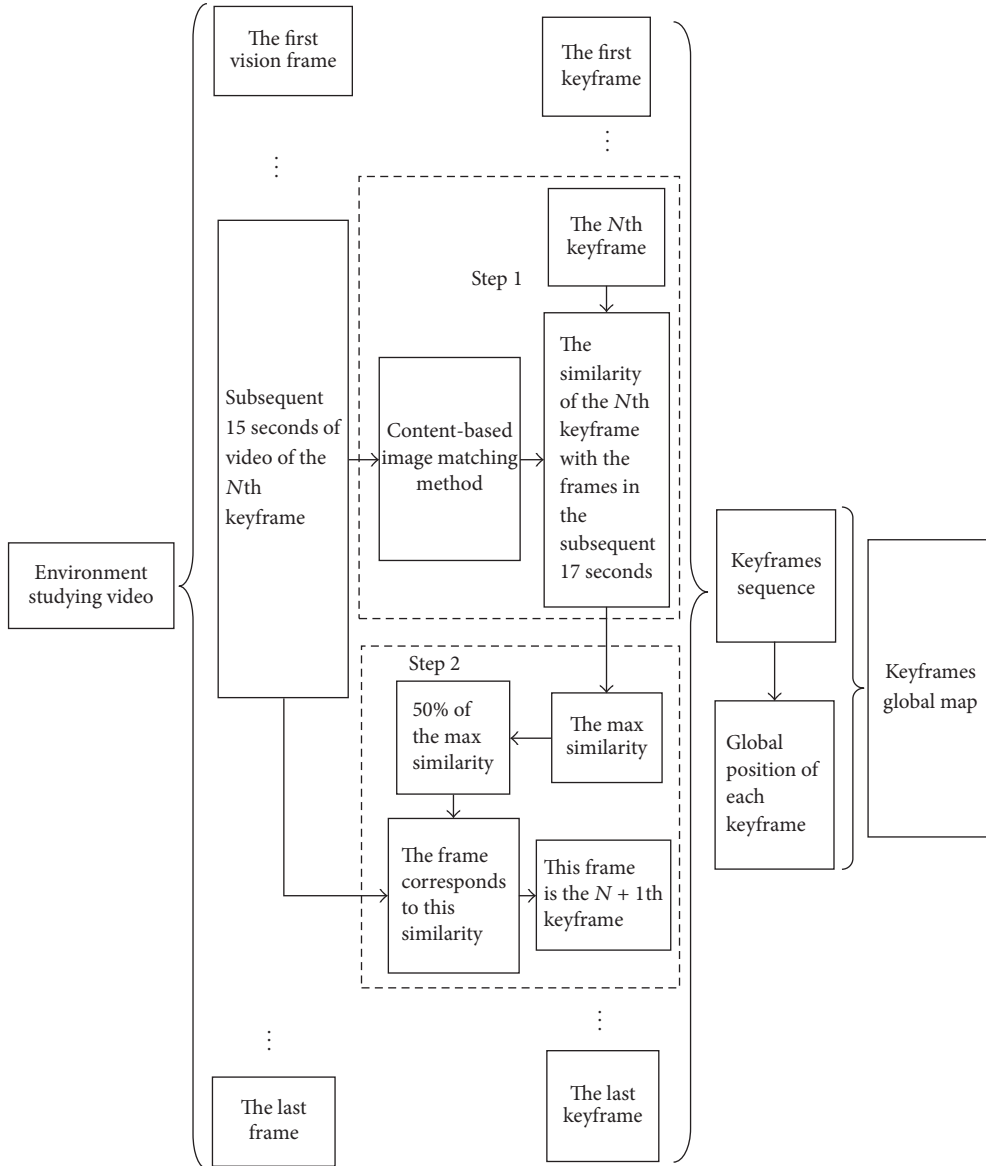 The first
vision frame
The first
keyframe
The Nth
keyframe
Step 1
Subsequent
15 seconds of
video of the
Nth
keyframe
Content-based
image matching
method
The
similarity
of the Nth
keyframe
with the
frames in
the
subsequent
17 seconds
Environment
studying video
Keyframes
sequence
Keyframes
global map
Step 2
50% of
the max
similarity
The max
similarity
Global
position of
each
keyframe
The frame
corresponds
to this
similarity
This frame
is the N + 1th
keyframe
The last
frame
The last
keyframe